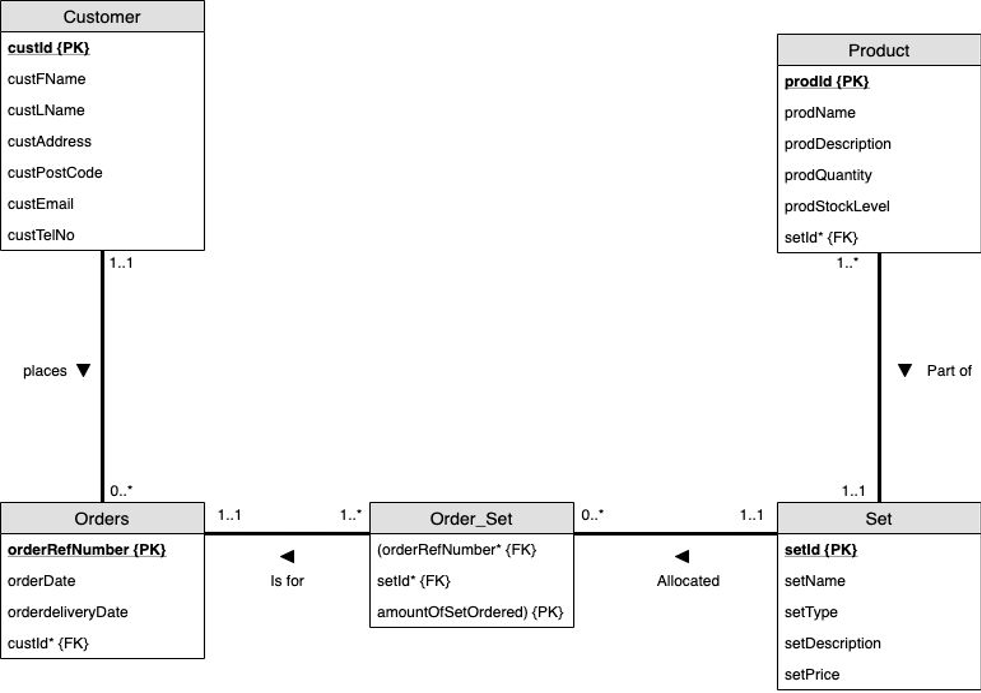 Customer
custId {PK}
custFName
custLName
custAddress
custPostCode
custEmail
custTelNo
Product
prodId {PK}
prodName
prodDescription
prodQuantity
prodStockLevel
setId* {FK}
1..1
1..*
places
Part of
0..*
1..1
Orders
orderRefNumber {PK}
orderDate
orderdeliveryDate
custId* {FK}
1..1
1..*
Is for
Order_Set
(orderRefNumber* {FK}
setId* {FK}
amountOfSetOrdered) {PK}
0..*
1..1
Allocated
Set
setId {PK}
setName
setType
setDescription
setPrice